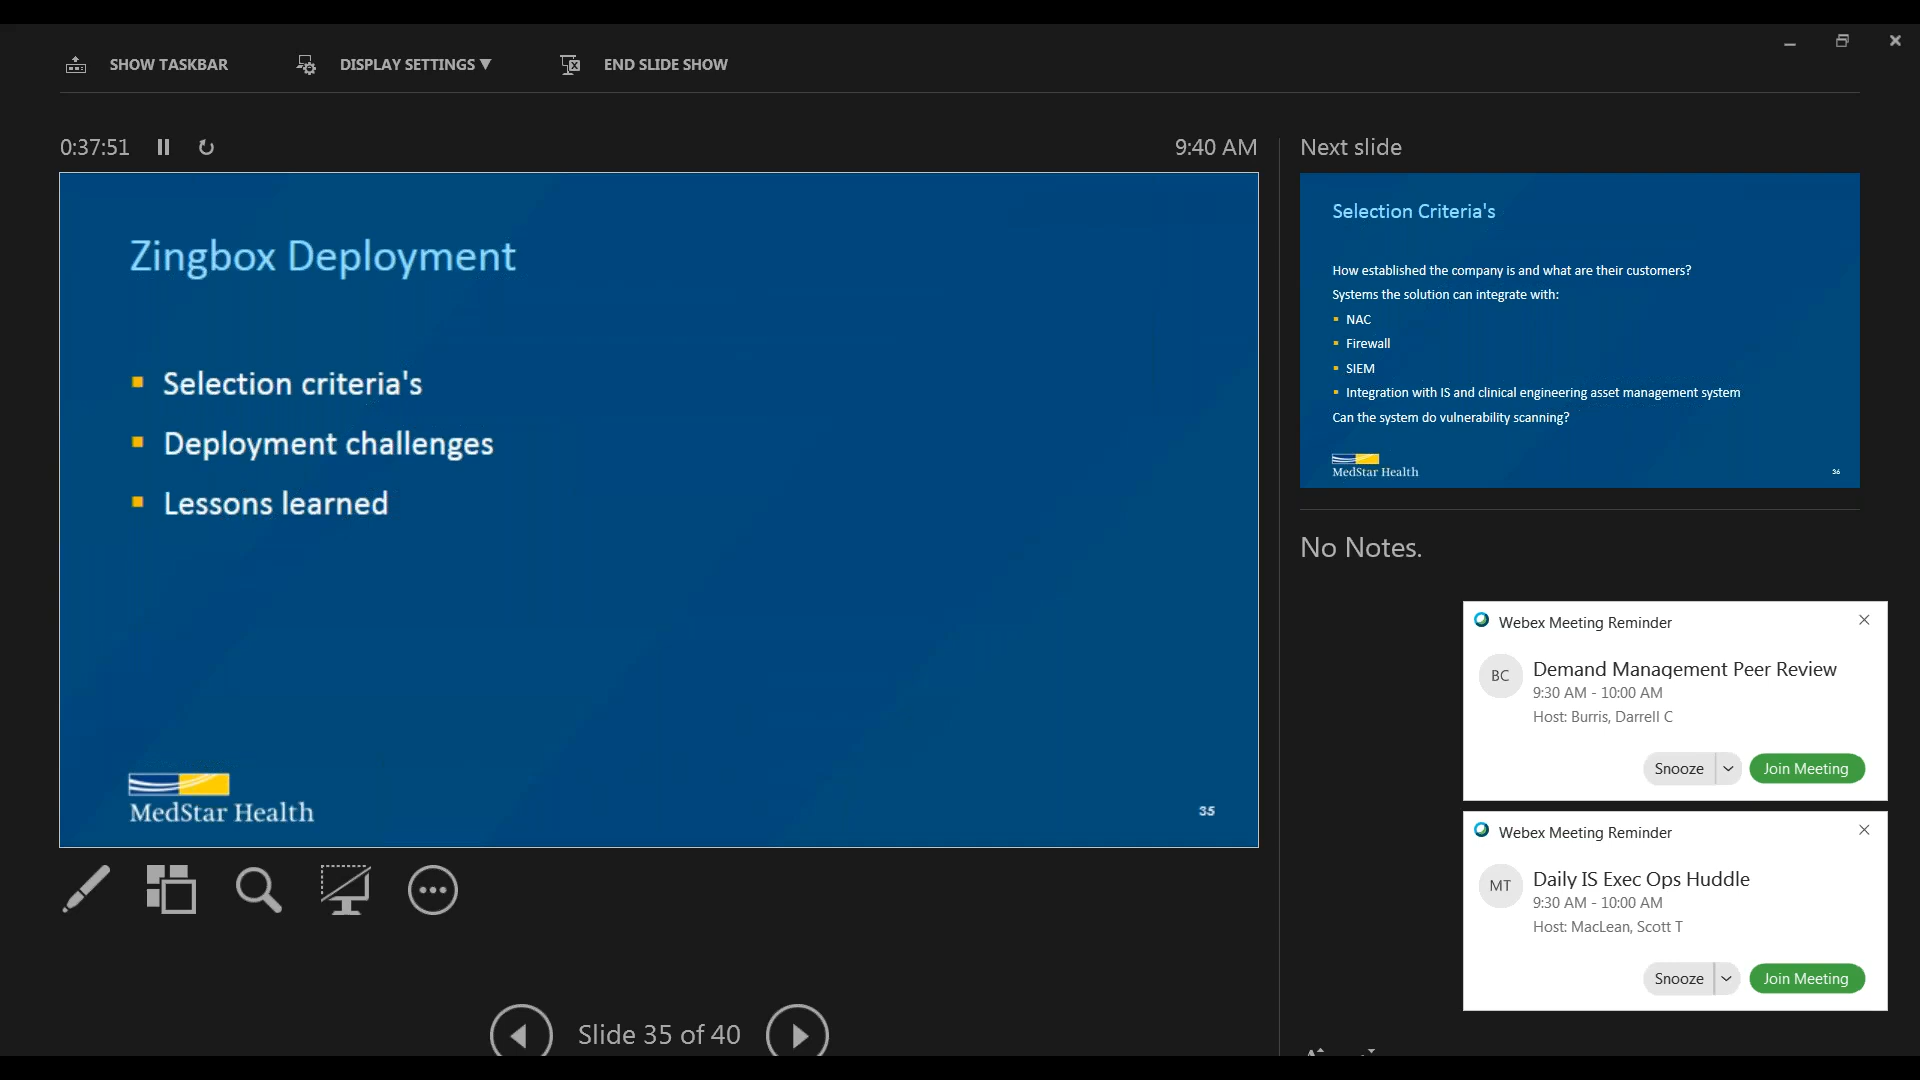 SHOW TASKBAR
DISPLAY SETTINGS ▼
END SLIDE SHOW
0:37:51
9:40 AM
Zingbox Deployment
▪ Selection criteria's
▪ Deployment challenges
▪ Lessons learned
MedStar Health
35
Slide 35 of 40
Next slide
Selection Criteria's
How established the company is and what are their customers?
Systems the solution can integrate with:
▪ NAC
▪ Firewall
▪ SIEM
▪ Integration with IS and clinical engineering asset management system
Can the system do vulnerability scanning?
MedStar Health
36
No Notes.
Webex Meeting Reminder
BC
Demand Management Peer Review
9:30 AM - 10:00 AM
Host: Burris, Darrell C
Snooze
Join Meeting
Webex Meeting Reminder
MT
Daily IS Exec Ops Huddle
9:30 AM - 10:00 AM
Host: MacLean, Scott T
Snooze
Join Meeting